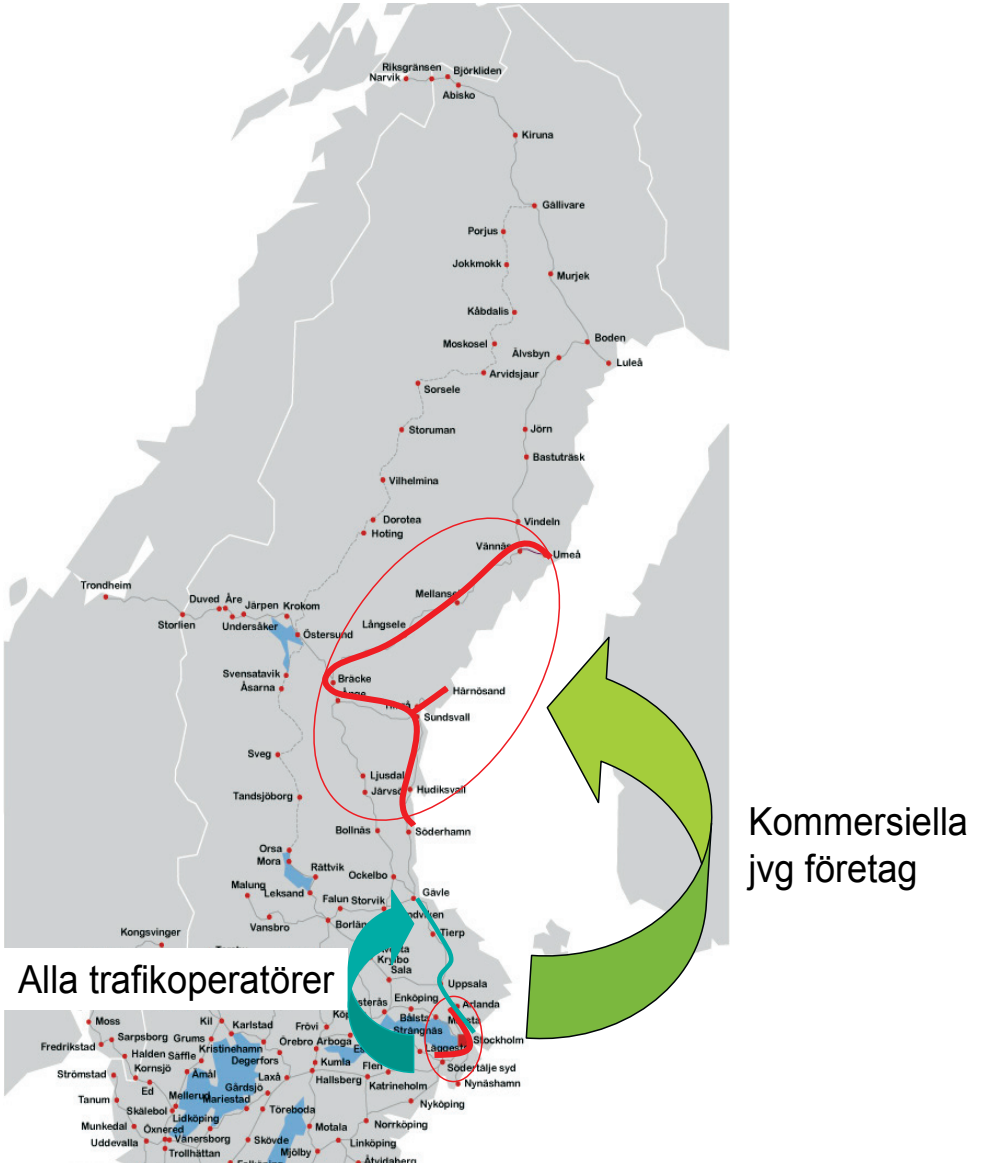 Riksgränsen
Björkliden
Narvik
Abisko
Kiruna
Gällivare
Porjus
Jokkmokk
Murjek
Kåbdalis
Boden
Moskosel
Älvsbyn
Luleå
Arvidsjaur
Sorsele
Storuman
Jörn
Bastuträsk
Vilhelmina
Dorotea
Vindeln
Hoting
Umeå
Trondheim
Duved
Åre
Järpen
Krokom
Storlien
Undersåker
Långsele
Östersund
Svensatavik
Åsarna
Bräcke
Härnösand
Sundsvall
Sveg
Ljusdal
Tandsjöborg
Hudiksvall
Bollnäs
Söderhamn
Kommersiella
jvg företag
Orsa
Mora
Rättvik
Ockelbo
Malung
Leksand
Gävle
Falun
Storvik
Vansbro
Tierp
Kongsvinger
Sala
Alla trafikoperatörer
Uppsala
Enköping
Arlanda
Moss
Kil
Karlstad
Frövi
Bålsta
Sarpsborg
Grums
Strängnäs
Stockholm
Fredrikstad
Kristinehamn
Örebro
Arboga
Halden
Säffle
Degerfors
Kumla
Södertälje syd
Kornsjö
Åmål
Laxå
Hallsberg
Flen
Strömstad
Katrineholm
Nynäshamn
Ed
Gårdsjö
Mellerud
Mariestad
Tanum
Skälebol
Töreboda
Nyköping
Lidköping
Munkedal
Öxnered
Motala
Norrköping
Uddevalla
Vänersborg
Skövde
Linköping
Trollhättan
Mjölby
Åtvidaberg